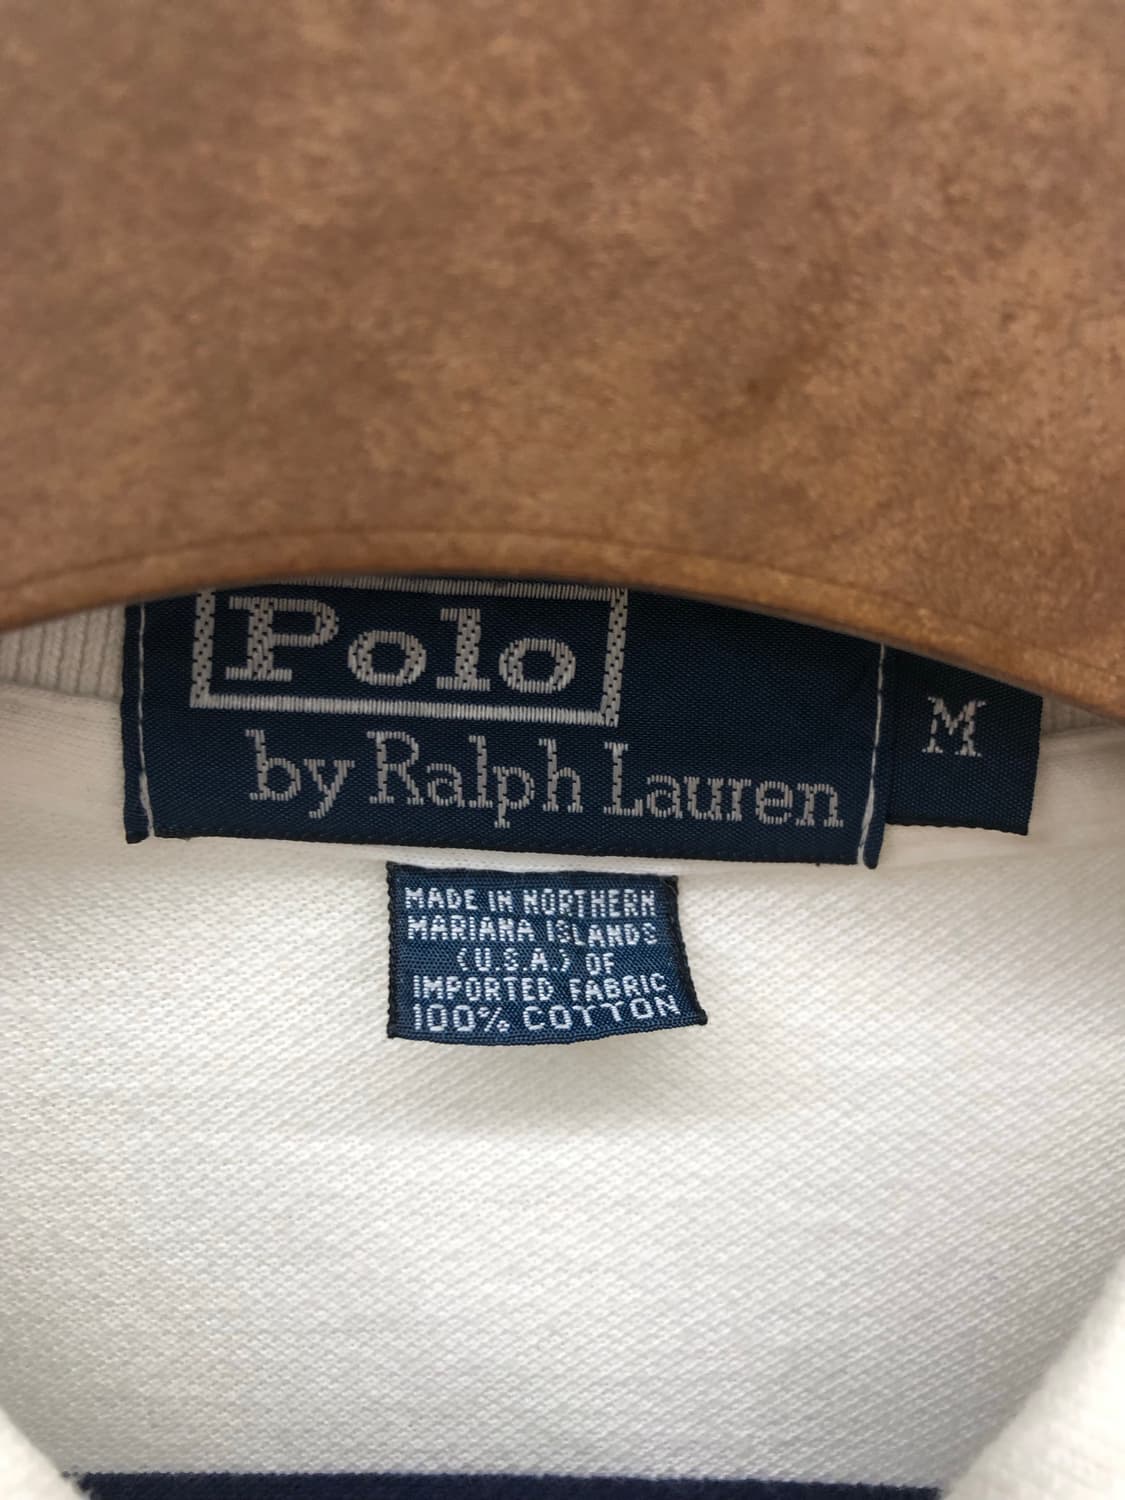 Polo
by Ralph Lauren
M
MADE IN NORTHERN
MARIANA ISLANDS
(U.S.A.) OF
IMPORTED FABRIC
100% COTTON